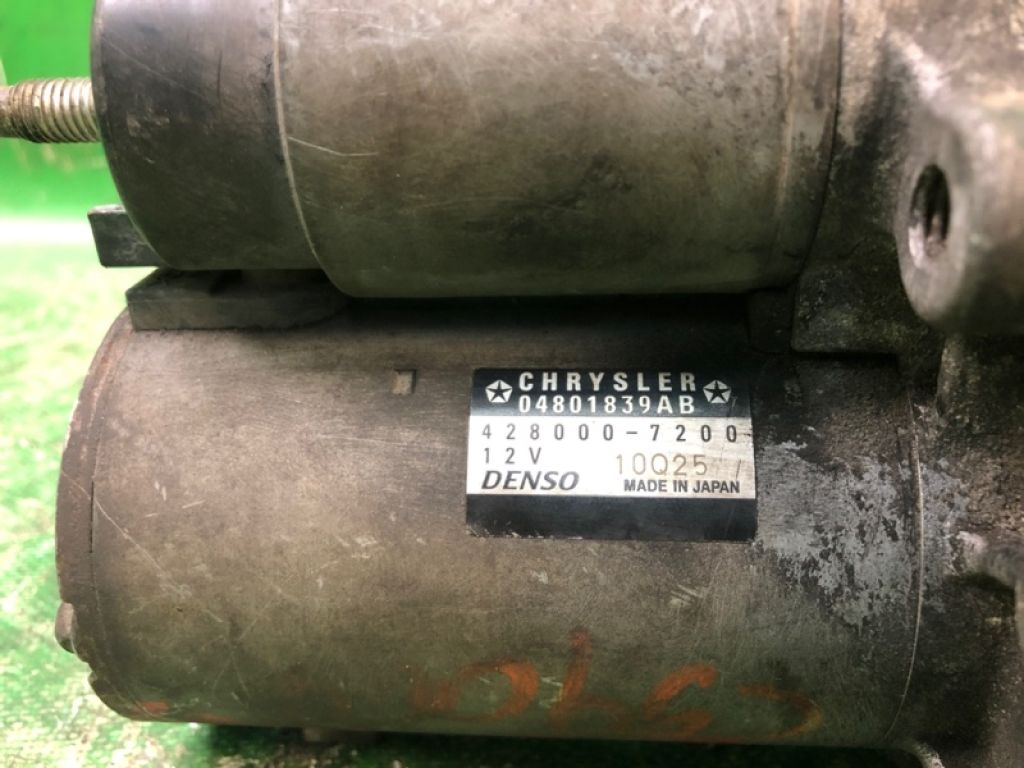 CHRYSLER
04801839AB
428000-7200
12V 10Q25
DENSO MADE IN JAPAN